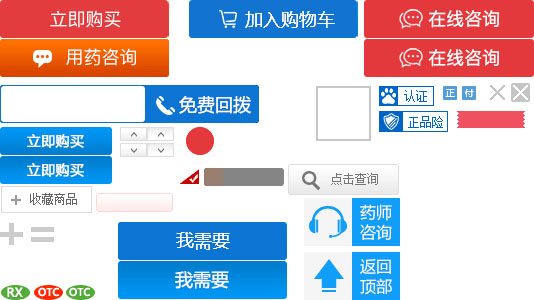 立即购买
加入购物车
在线咨询
用药咨询
在线咨询
免费回拨
认证
正 付
正品险
立即购买
立即购买
点击查询
收藏商品
药师
咨询
我需要
我需要
返回
顶部
RX OTC OTC